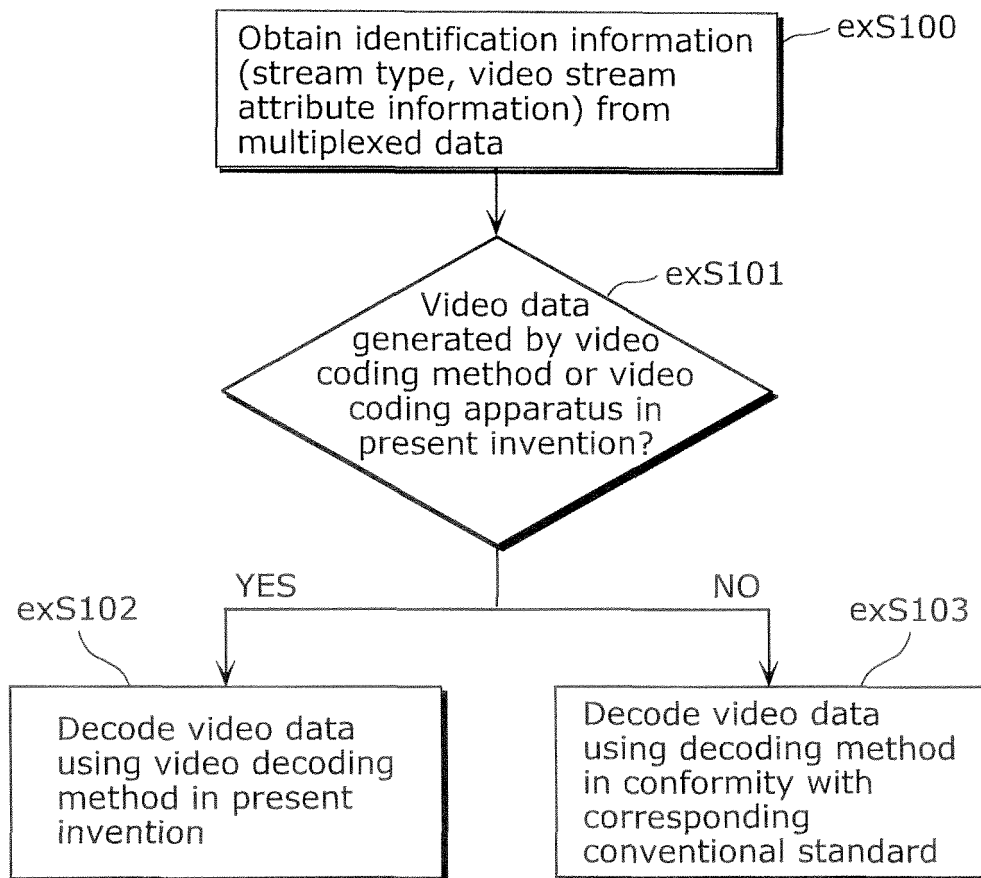 exS100
Obtain identification information
(stream type, video stream
attribute information) from
multiplexed data
exS101
Video data
generated by video
coding method or video
coding apparatus in
present invention?
YES
NO
exS102
exS103
Decode video data
using video decoding
method in present
invention
Decode video data
using decoding method
in conformity with
corresponding
conventional standard